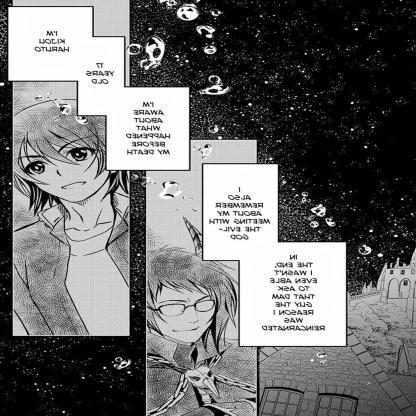 I'M
KIJOU
HARUTO
17
YEARS
OLD
I'M
AWARE
ABOUT
WHAT
HAPPENED
BEFORE
MY DEATH
I
ALSO
REMEMBER
ABOUT MY
MEETING WITH
THE EVIL-
GOD
IN
THE END,
I WASN'T
EVEN ABLE
ASK TO
THAT DAM
GUY THE
REASON I
WAS
REINCARNATED